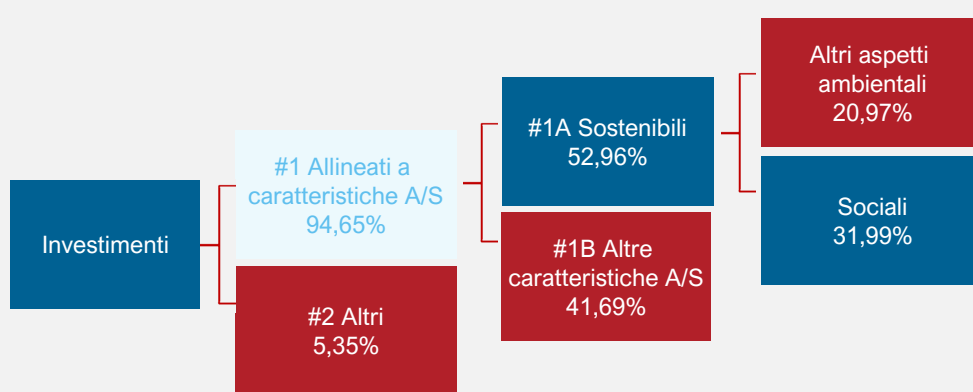 Investimenti
#1 Allineati a
caratteristiche A/S
94,65%
#2 Altri
5,35%
#1A Sostenibili
52,96%
#1B Altre
caratteristiche A/S
41,69%
Altri aspetti
ambientali
20,97%
Sociali
31,99%